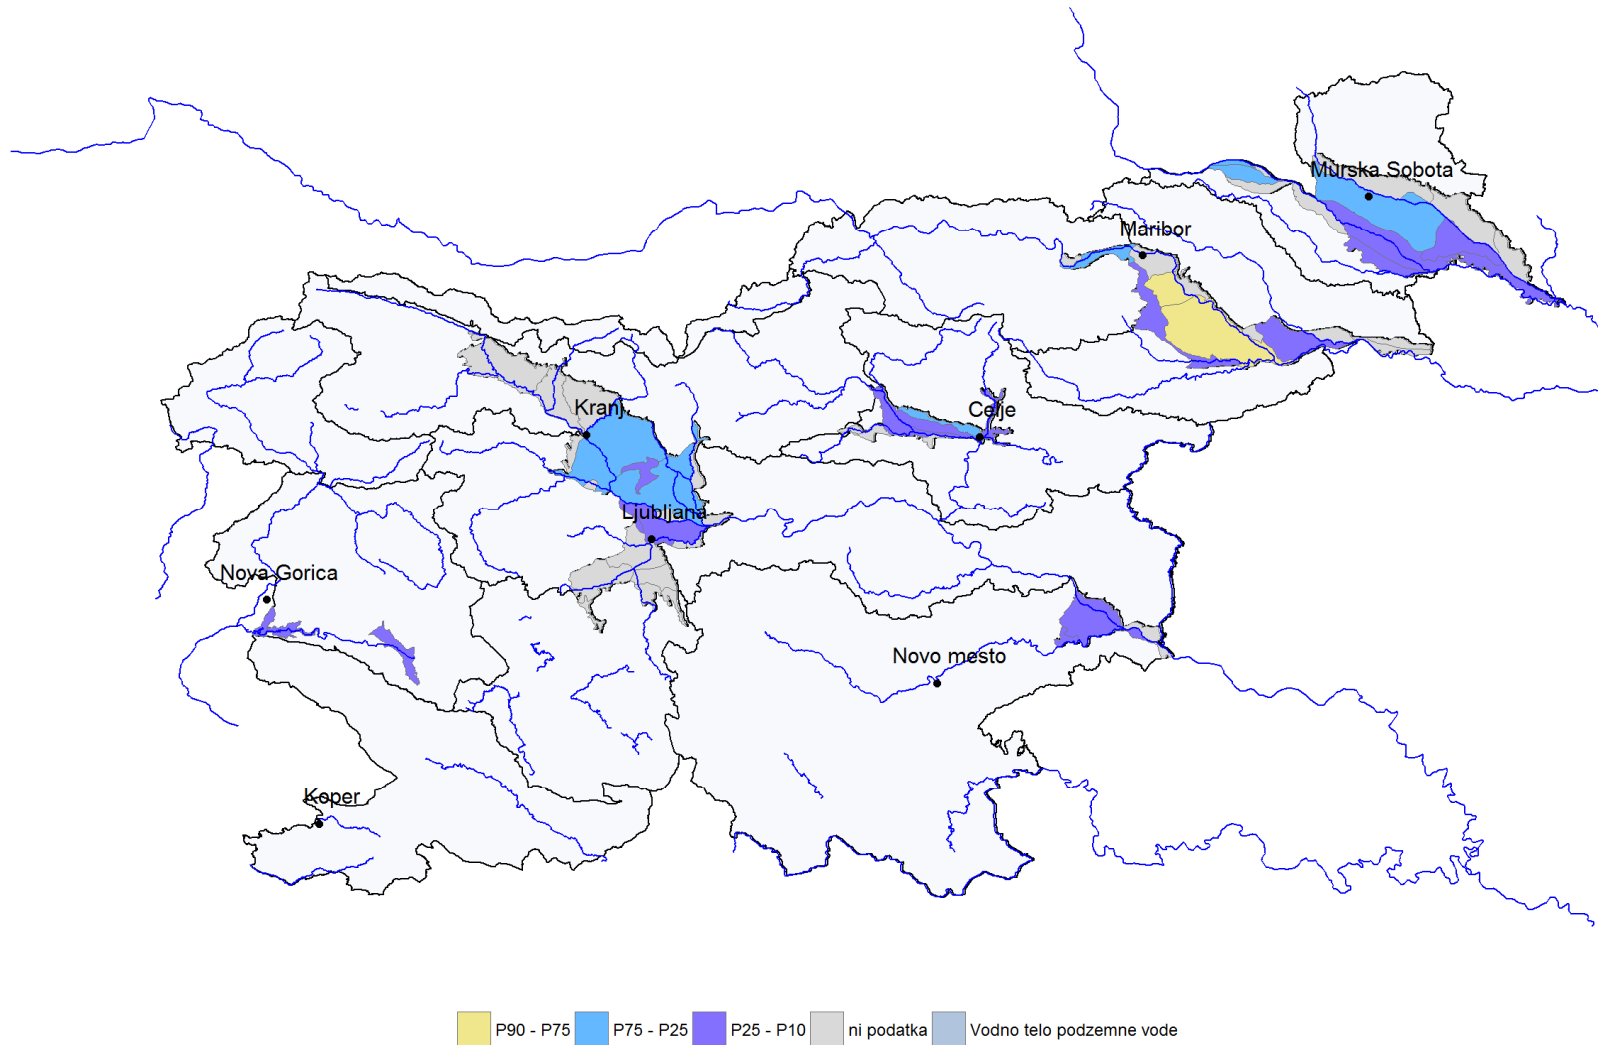 Murska Sobota
Maribor
Kranj
Celje
Ljubljana
Nova Gorica
Novo mesto
Koper
P90 - P75 P75 - P25 P25 - P10 ni podatka Vodno telo podzemne vode